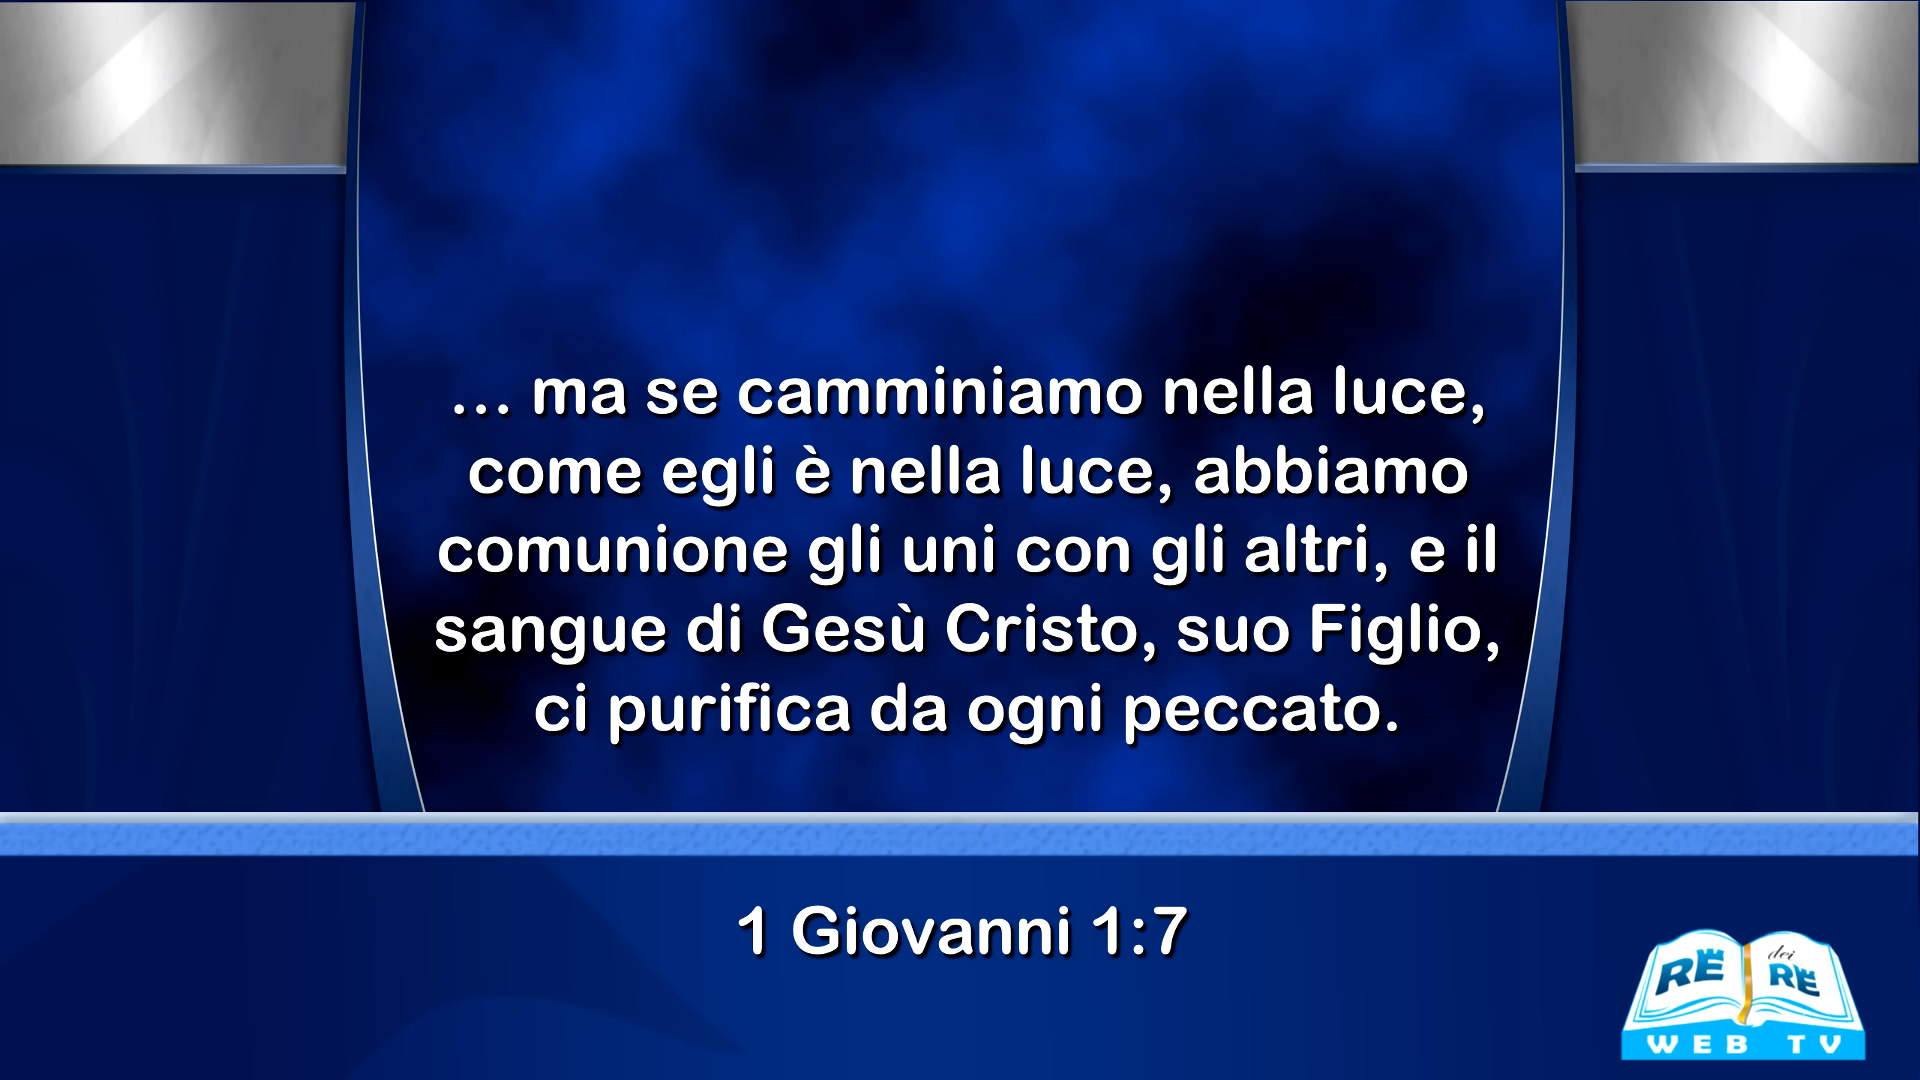 … ma se camminiamo nella luce,
come egli è nella luce, abbiamo
comunione gli uni con gli altri, e il
sangue di Gesù Cristo, suo Figlio,
ci purifica da ogni peccato.
1 Giovanni 1:7
RE dei RE
WEB TV